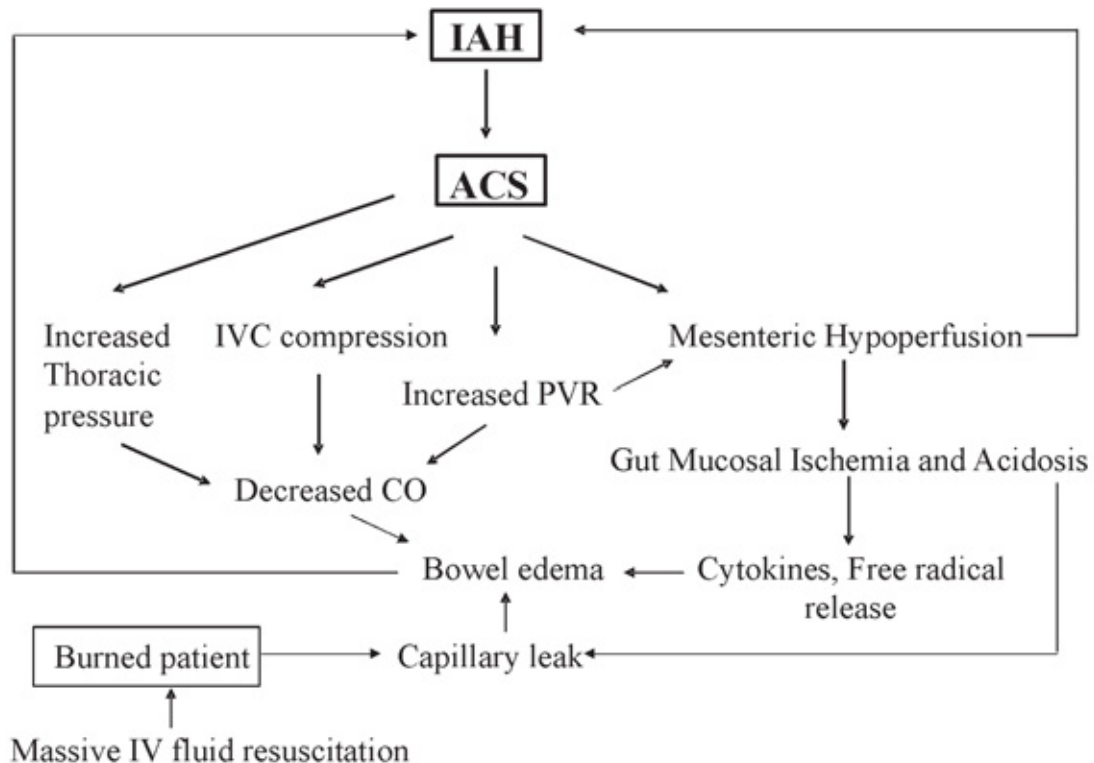 IAH
ACS
Increased
Thoracic
pressure
IVC compression
Increased PVR
Mesenteric Hypoperfusion
Decreased CO
Gut Mucosal Ischemia and Acidosis
Bowel edema
Cytokines, Free radical
release
Burned patient
Capillary leak
Massive IV fluid resuscitation